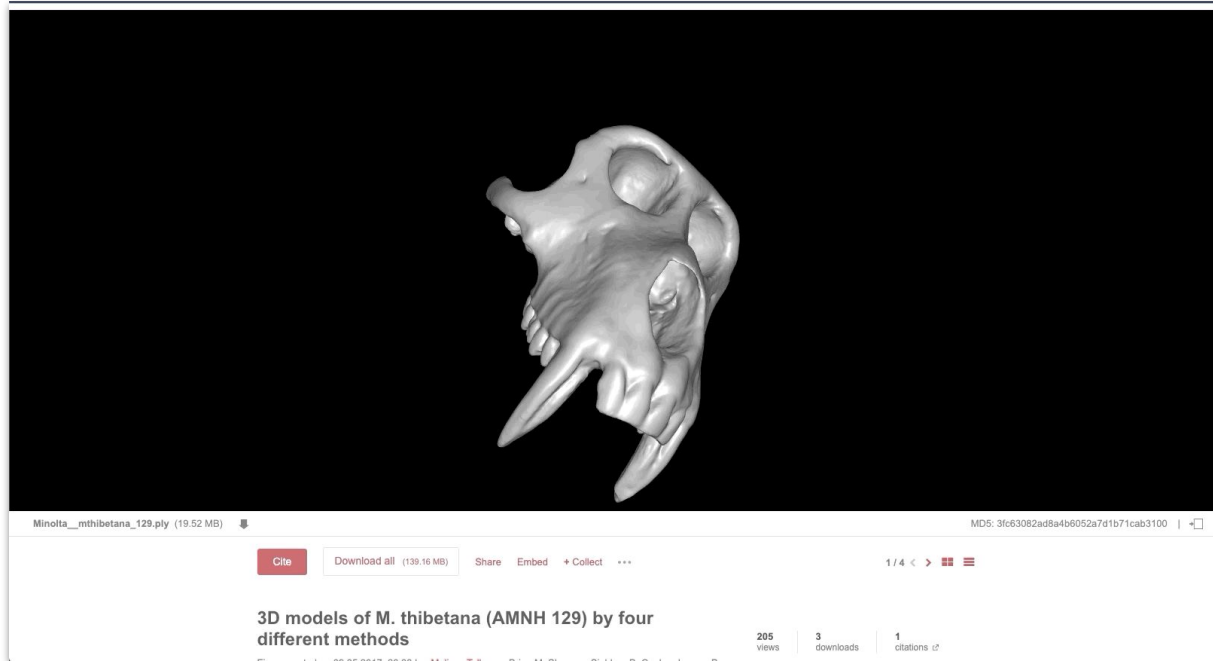 Minolta__mthibetana_129.ply (19.52 MB)
MD5: 3fc63082ad8a4b6052a7d1b71cab3100 |
Cite
Download all (139.16 MB)
Share
Embed
+ Collect
•••
1 / 4
3D models of M. thibetana (AMNH 129) by four
different methods
205
views
3
downloads
1
citations